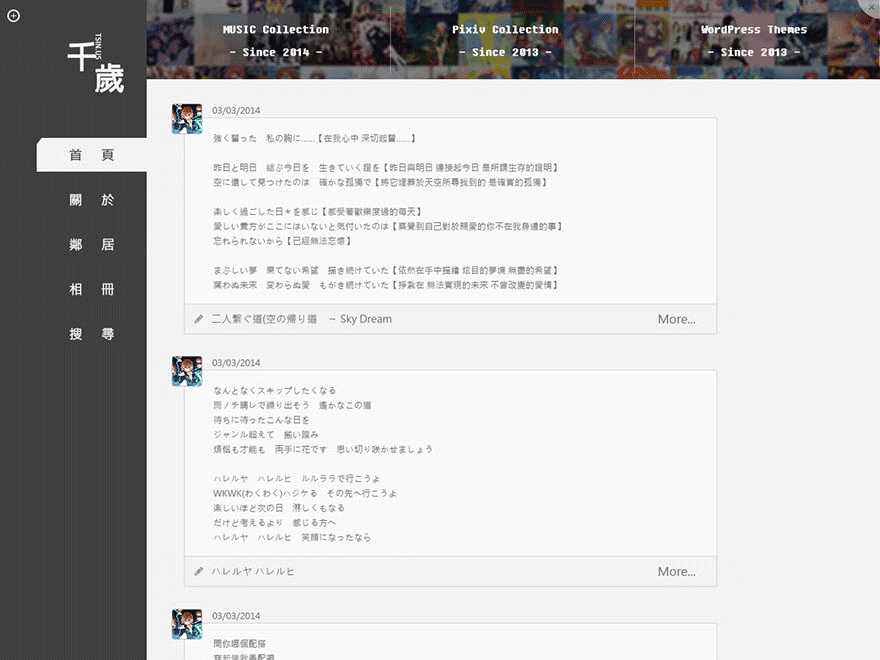 千歲
TSINUS
首 頁
關 於
鄰 居
相 冊
搜 尋
MUSIC Collection
- Since 2014 -
Pixiv Collection
- Since 2013 -
WordPress Themes
- Since 2013 -
03/03/2014
強く誓った 私の胸に……【在我心中 深切起誓……】
昨日と明日 結ぶ今日を 生きていく證を【昨日與明日 連接起今日 是所謂生存的證明】
空に還して見つけたのは 確かな孤獨で【將它埋葬於天空所尋找到的 是確實的孤獨】
楽しく過ごした日々を感じ【感受著歡樂度過的每天】
愛しい貴方がここにはいないと気付いたのは【察覺到自己對於親愛的你不在我身邊的事】
忘れられないから【已經無法忘懷】
まぶしい夢 果てない希望 描き続けていた【依然在手中描繪 炫目的夢境 無盡的希望】
葉わぬ未來 変わらぬ愛 もがき続けていた【掙紮在 無法實現的未來 不曾改變的愛情】
二人繋ぐ道(空の帰り道 ~ Sky Dream
More...
03/03/2014
なんとなくスキップしたくなる
雨ノチ晴レで繰り出そう 遙かなこの道
待ちに待ったこんな日を
ジャンル超えて 揃い踏み
煩悩も才能も 両手に花です 思い切り咲かせましょう
ハレルヤ ハレルヒ ルルララで行こうよ
WKWK(わくわく)ハジケる その先へ行こうよ
楽しいほど次の日 淋しくもなる
だけど考えるより 感じる方へ
ハレルヤ ハレルヒ 笑顔になったなら
ハレルヤ ハレルヒ
More...
03/03/2014
問你哪個配搭